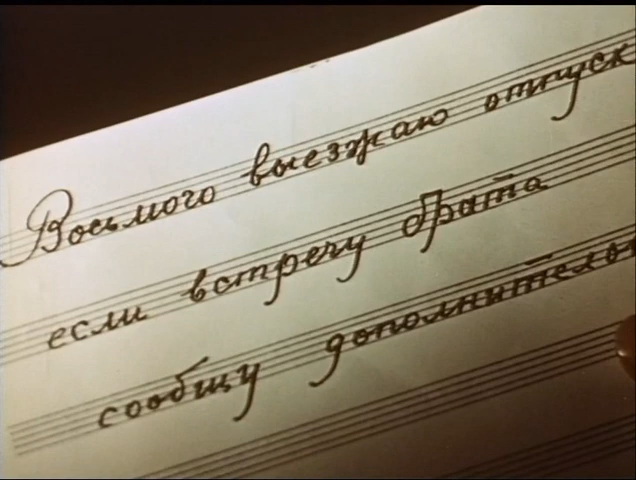 Восьмого выезжаю отпуск
если встречу брата
сообщу дополнительно